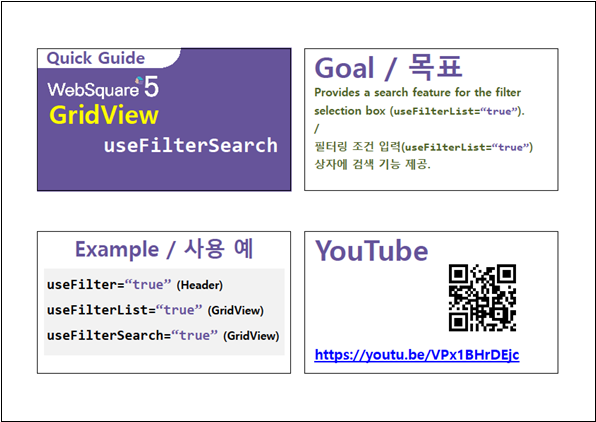 Quick Guide
WebSquare 5
GridView
useFilterSearch
Goal / 목표
Provides a search feature for the filter
selection box (useFilterList=“true”).
/
필터링 조건 입력(useFilterList=“true”)
상자에 검색 기능 제공.
Example / 사용 예
useFilter=“true” (Header)
useFilterList=“true” (GridView)
useFilterSearch=“true” (GridView)
YouTube
https://youtu.be/VPx1BHrDEjc